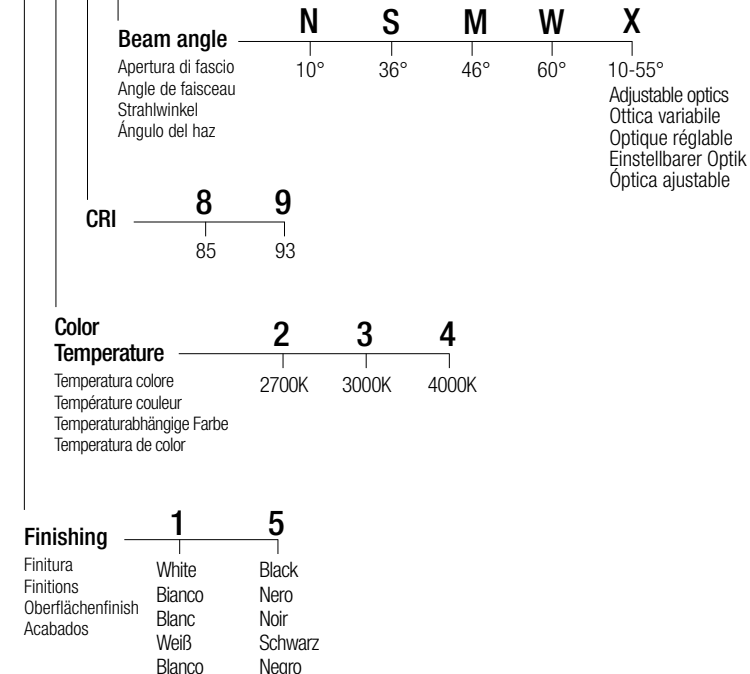 N S M W X
Beam angle
Apertura di fascio
Angle de faisceau
Strahlwinkel
Ángulo del haz
10° 36° 46° 60° 10-55°
Adjustable optics
Ottica variabile
Optique réglable
Einstellbarer Optik
Óptica ajustable
8 9
CRI
85 93
Color
Temperature
2 3 4
Temperatura colore
Température couleur
Temperaturabhängige Farbe
Temperatura de color
2700K 3000K 4000K
1 5
Finishing
Finitura
Finitions
Oberflächenfinish
Acabados
White Black
Bianco Nero
Blanc Noir
Weiß Schwarz
Blanco Negro